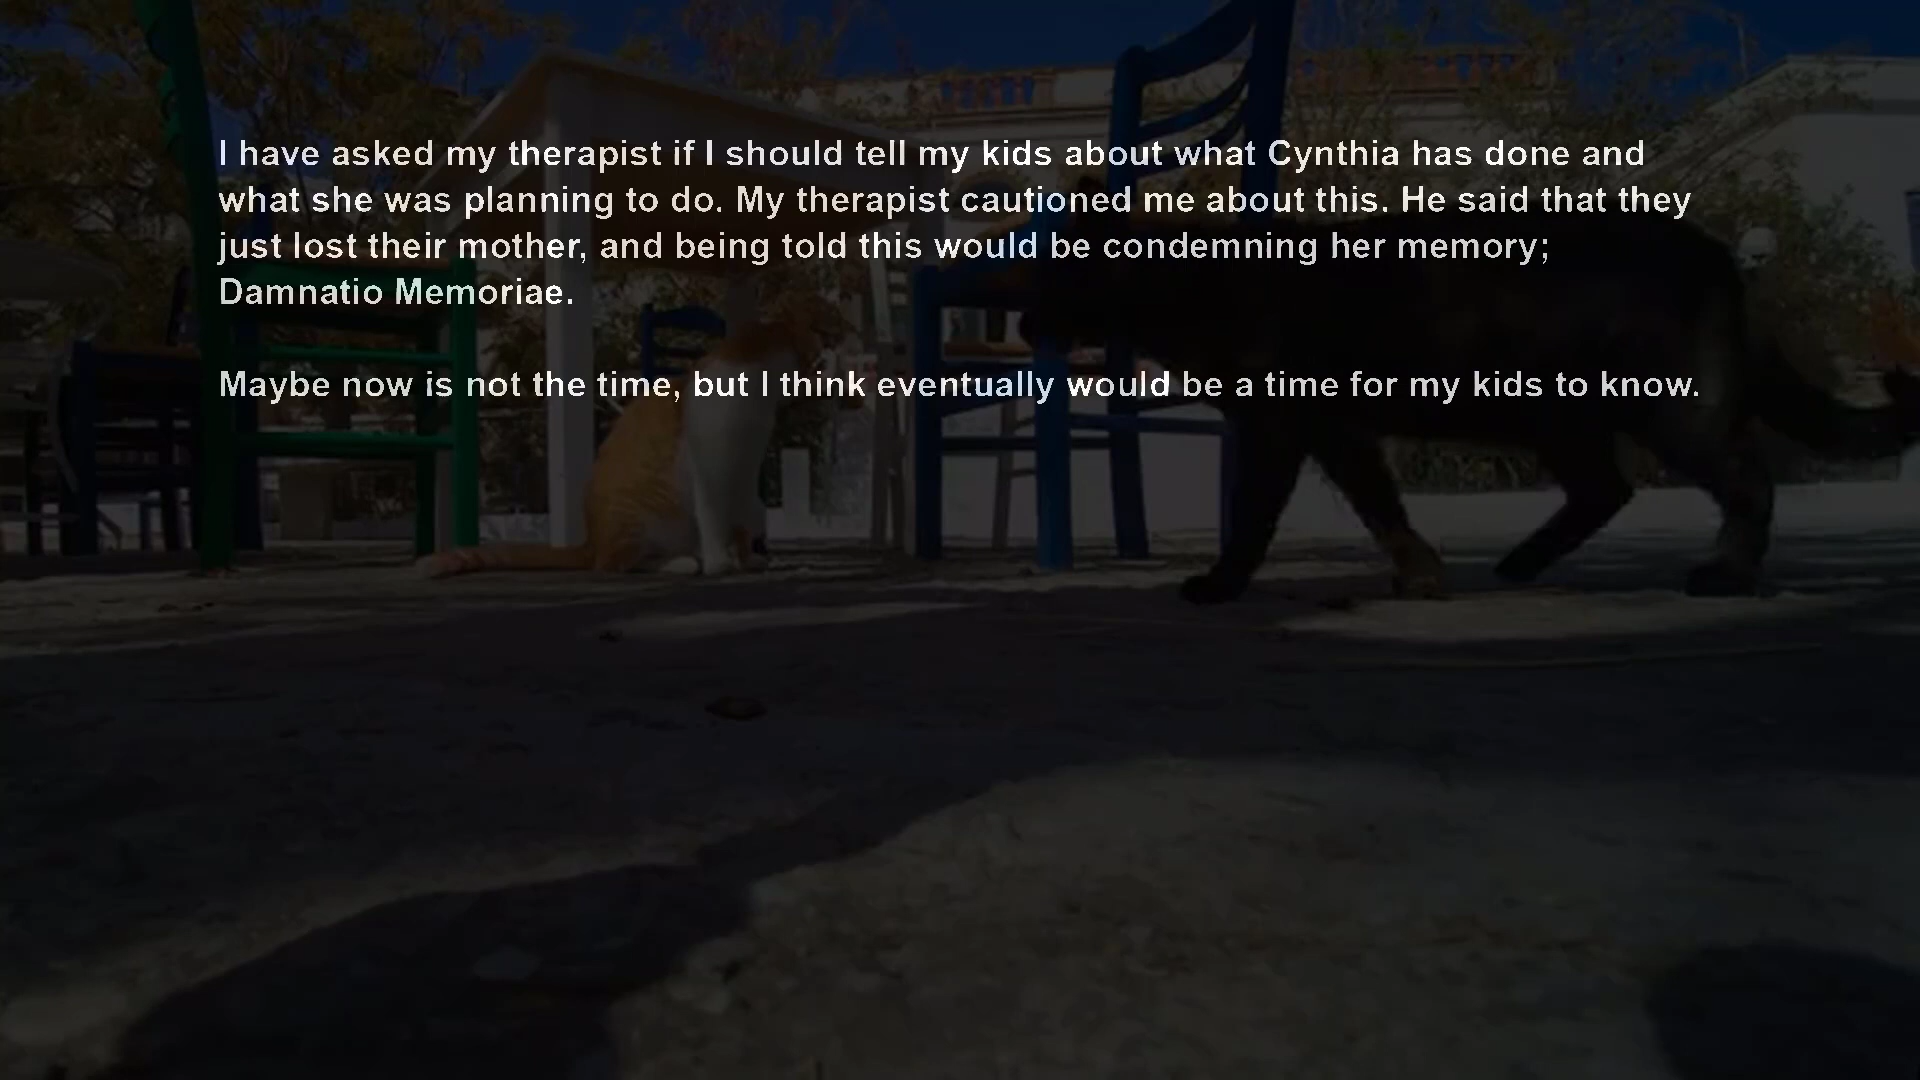 I have asked my therapist if I should tell my kids about what Cynthia has done and
what she was planning to do. My therapist cautioned me about this. He said that they
just lost their mother, and being told this would be condemning her memory;
Damnatio Memoriae.
Maybe now is not the time, but I think eventually would be a time for my kids to know.